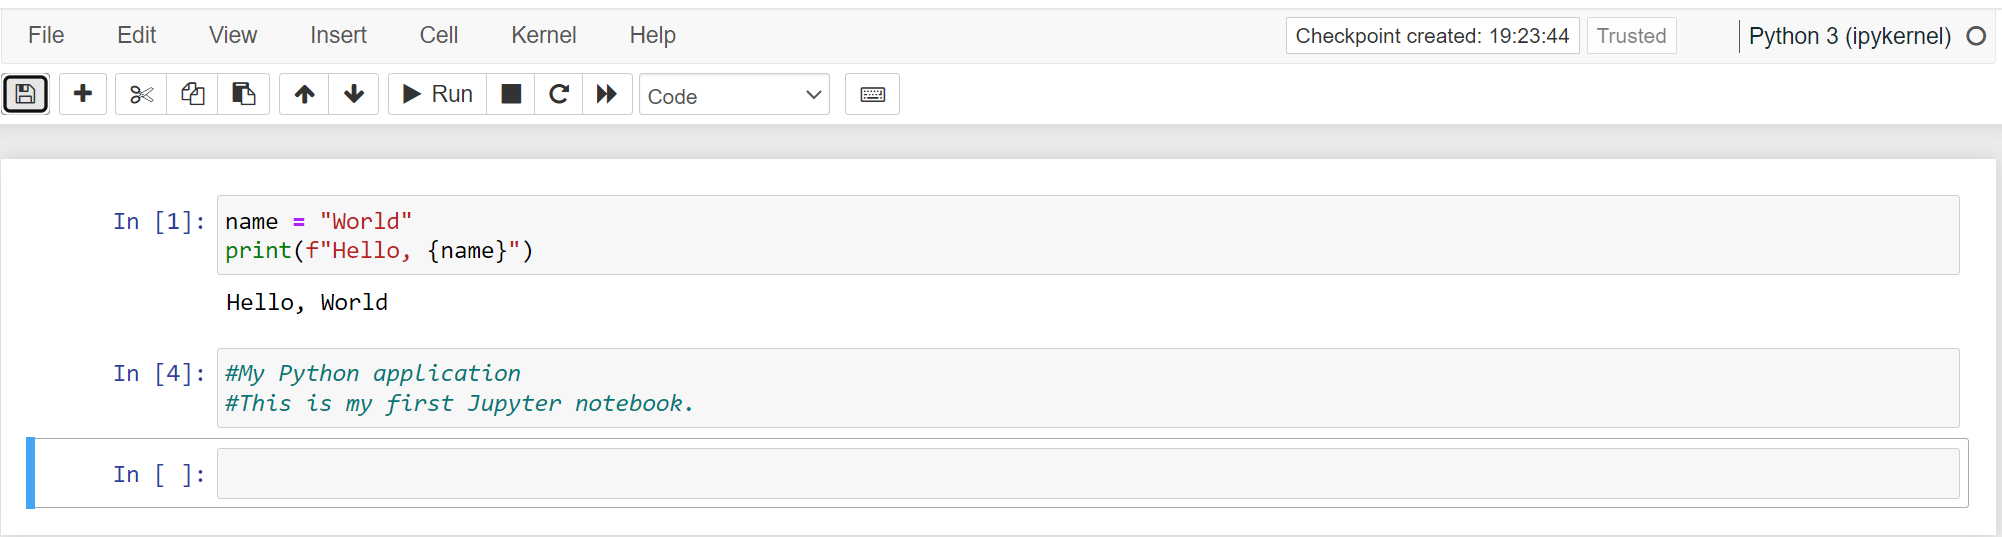 File Edit View Insert Cell Kernel Help Checkpoint created: 19:23:44 Trusted Python 3 (ipykernel)
Run Code
In [1]: name = "World"
print(f"Hello, {name}")
Hello, World
In [4]: #My Python application
#This is my first Jupyter notebook.
In [ ]: